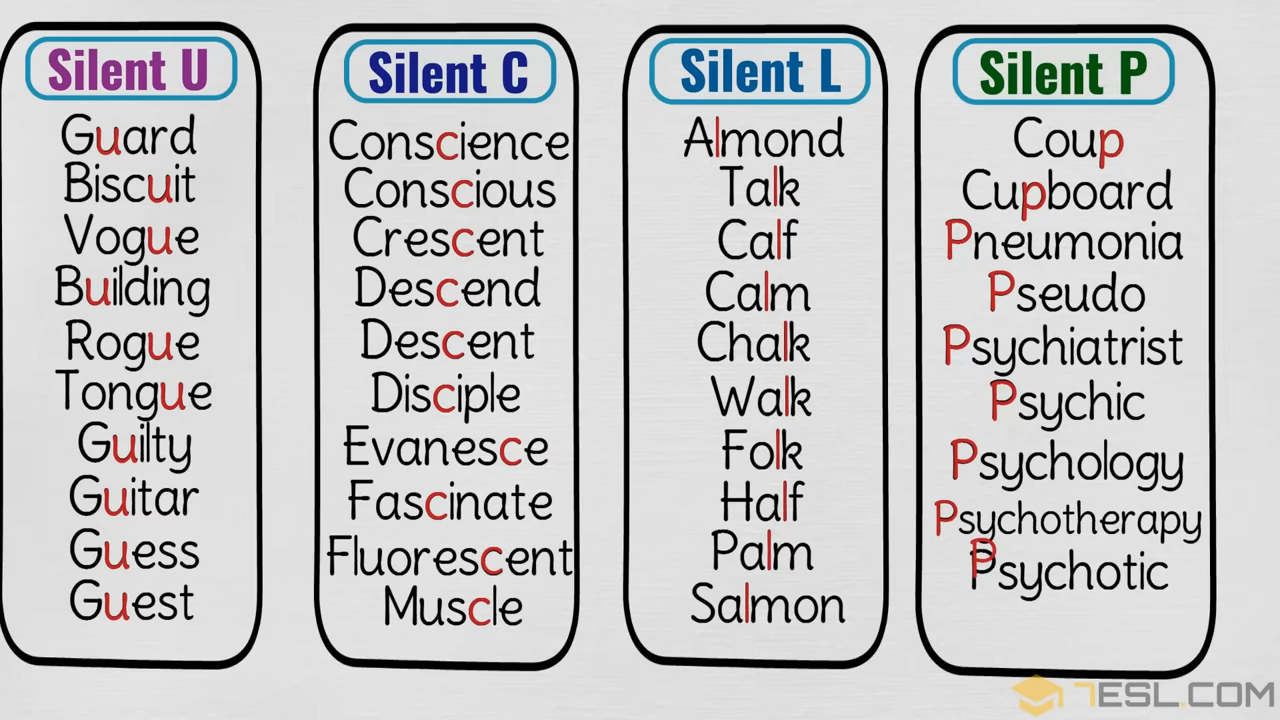 Silent U
Guard
Biscuit
Vogue
Building
Rogue
Tongue
Guilty
Guitar
Guess
Guest
Silent C
Conscience
Conscious
Crescent
Descend
Descent
Disciple
Evanesce
Fascinate
Fluorescent
Muscle
Silent L
Almond
Talk
Calf
Calm
Chalk
Walk
Folk
Half
Palm
Salmon
Silent P
Coup
Cupboard
Pneumonia
Pseudo
Psychiatrist
Psychic
Psychology
Psychotherapy
Psychotic
7ESL.COM